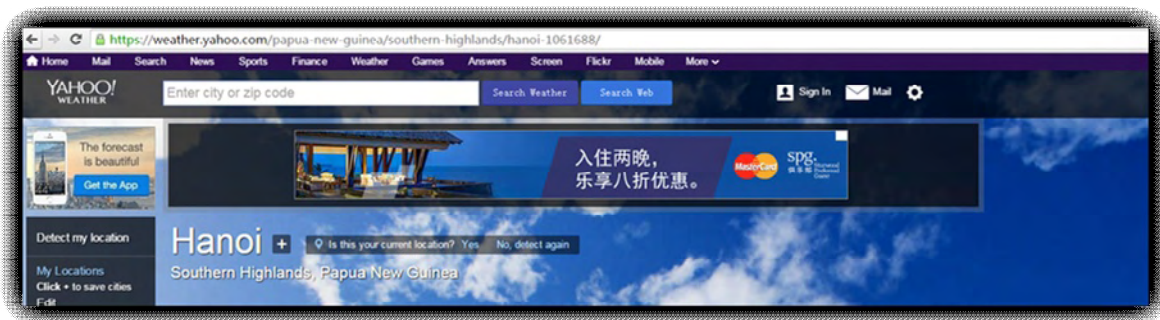 https://weather.yahoo.com/papua-new-guinea/southern-highlands/hanoi-1061688/
Home Mail Search News Sports Finance Weather Games Answers Screen Flickr Mobile More
YAHOO!
WEATHER
Enter city or zip code
Search Weather
Search Web
Sign In
Mail
The forecast
is beautiful
Get the App
入住两晚，
乐享八折优惠。
MasterCard
spg.
Detect my location
My Locations
Click + to save cities
Edit
Hanoi +
Is this your current location? Yes No, detect again
Southern Highlands, Papua New Guinea